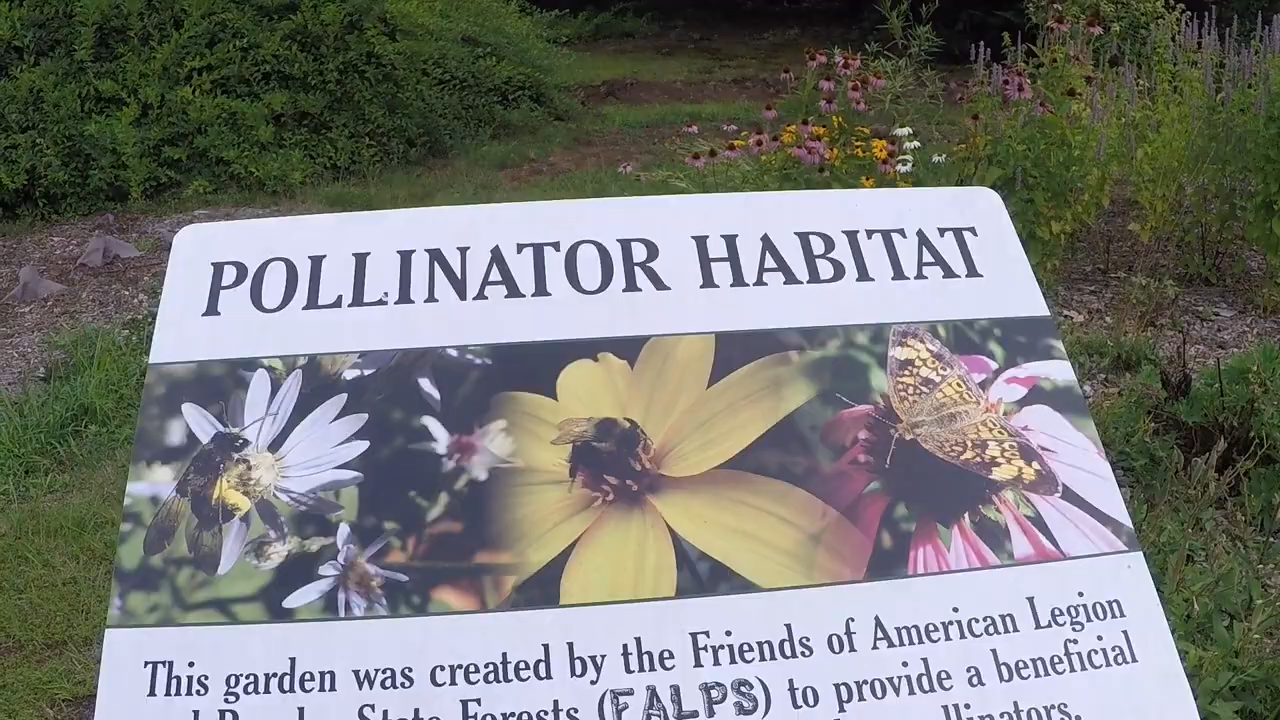 POLLINATOR HABITAT
This garden was created by the Friends of American Legion
State Forests (FALPS) to provide a beneficial